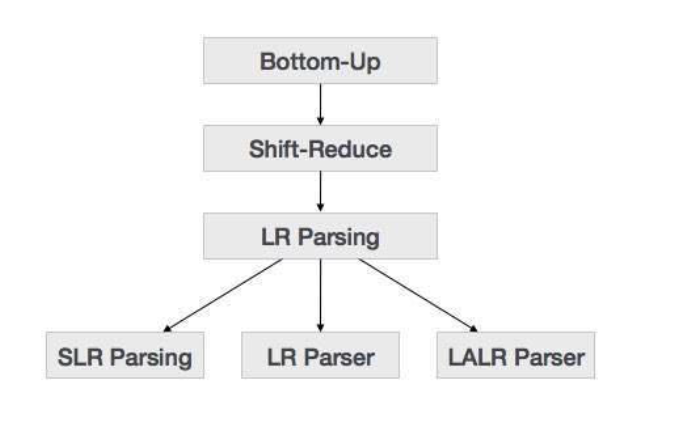 Bottom-Up
Shift-Reduce
LR Parsing
SLR Parsing
LR Parser
LALR Parser